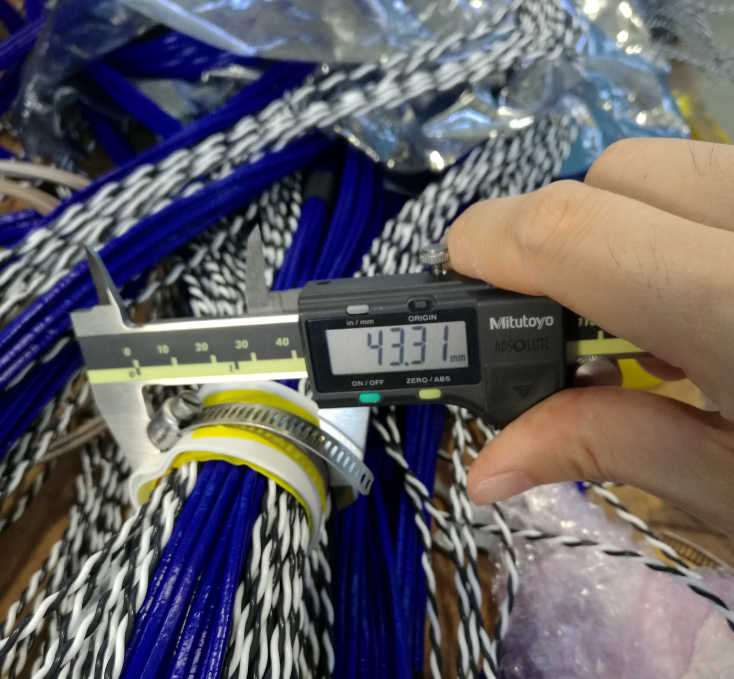 in / mm
ORIGIN
Mitutoyo
ABSOLUTE
43.31 mm
ON / OFF
ZERO / ABS
0 10 20 30 40